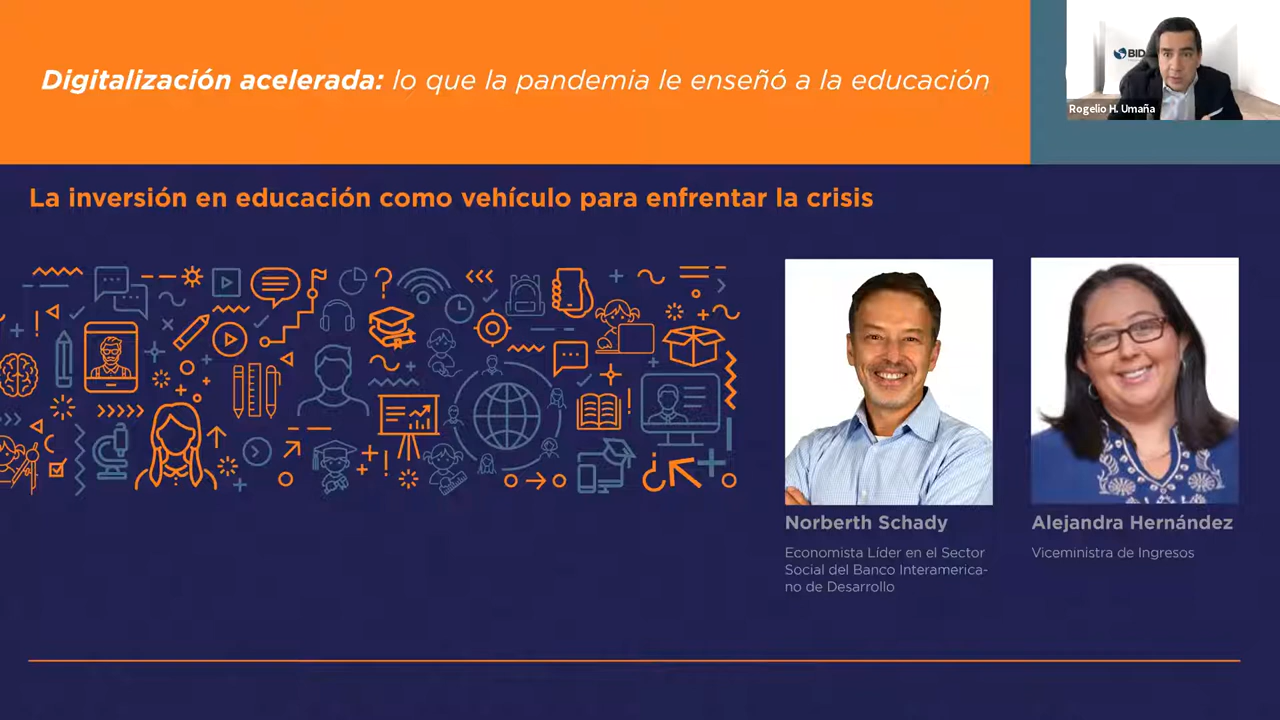 Digitalización acelerada: lo que la pandemia le enseñó a la educación
BID
Rogelio H. Umaña
La inversión en educación como vehículo para enfrentar la crisis
Norberth Schady
Economista Líder en el Sector
Social del Banco Interamerica-
no de Desarrollo
Alejandra Hernández
Viceministra de Ingresos